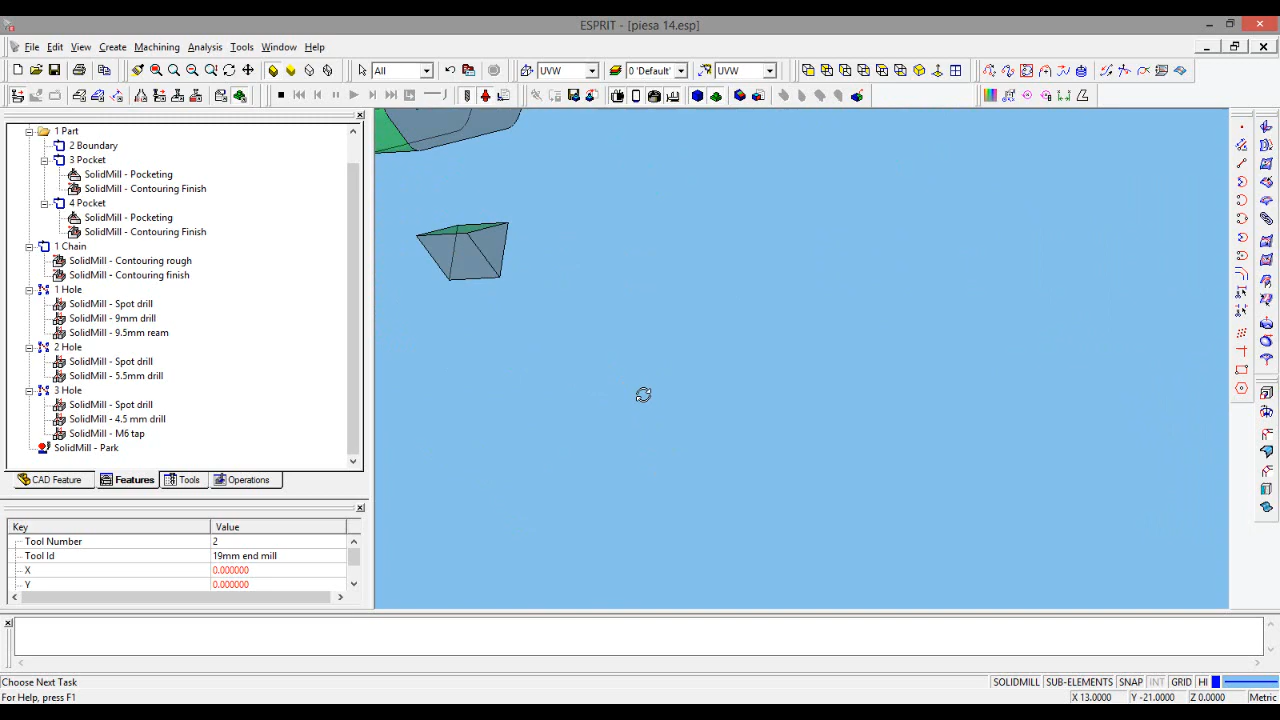 ESPRIT - [piesa 14.esp]
File Edit View Create Machining Analysis Tools Window Help
All UVW 0 'Default' UVW
1 Part
2 Boundary
3 Pocket
SolidMill - Pocketing
SolidMill - Contouring Finish
4 Pocket
SolidMill - Pocketing
SolidMill - Contouring Finish
1 Chain
SolidMill - Contouring rough
SolidMill - Contouring finish
1 Hole
SolidMill - Spot drill
SolidMill - 9mm drill
SolidMill - 9.5mm ream
2 Hole
SolidMill - Spot drill
SolidMill - 5.5mm drill
3 Hole
SolidMill - Spot drill
SolidMill - 4.5 mm drill
SolidMill - M6 tap
SolidMill - Park
CAD Feature Features Tools Operations
Key Value
Tool Number 2
Tool Id 19mm end mill
X 0.000000
Y 0.000000
Choose Next Task SOLIDMILL SUB-ELEMENTS SNAP INT GRID HI
For Help, press F1 X 13.0000 Y -21.0000 Z 0.0000 Metric